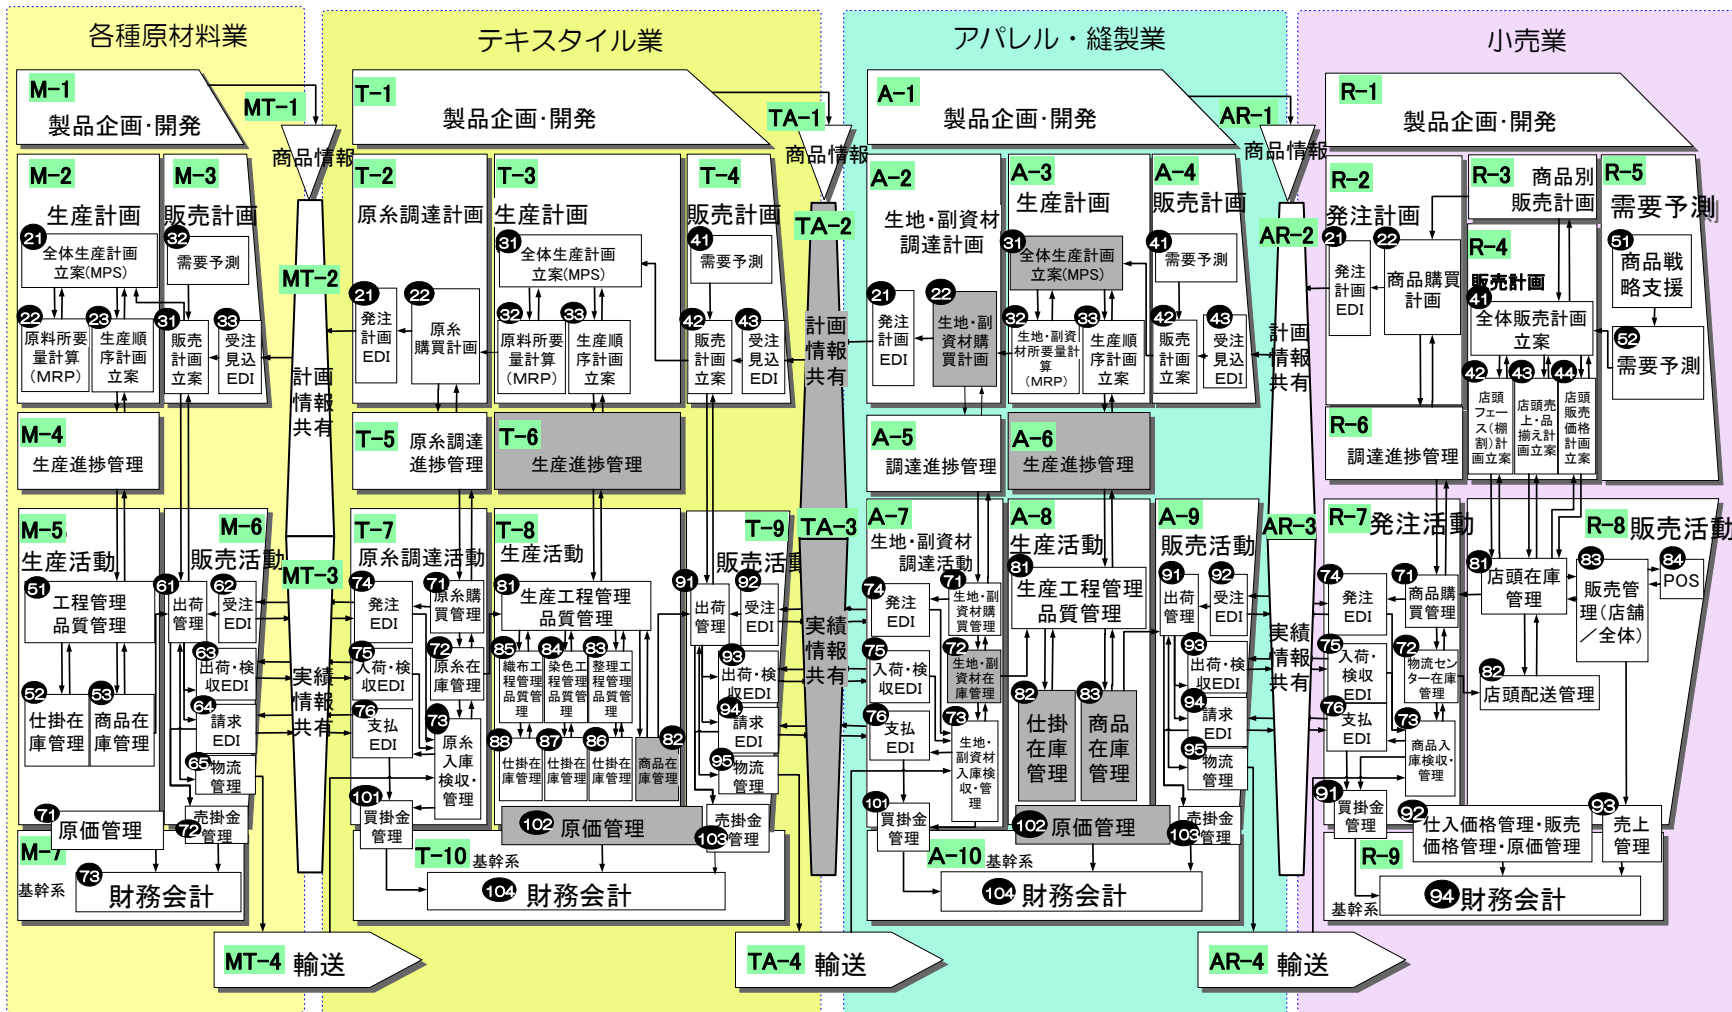 各種原材料業
テキスタイル業
アパレル・縫製業
小売業
M-1
製品企画・開発
MT-1
商品情報
M-2
生産計画
21
全体生産計画
立案(MPS)
22
原料所要
量計算
(MRP)
23
生産順
序計画
立案
M-3
販売計画
32
需要予測
31
販売
計画
立案
33
受注
見込
EDI
MT-2
計画
情報
共有
M-4
生産進捗管理
M-5
生産活動
51
工程管理
品質管理
52
仕掛在
庫管理
53
商品在
庫管理
M-6
販売活動
61
出荷
管理
62
受注
EDI
63
出荷・検
収EDI
64
請求
EDI
65
物流
管理
MT-3
実績
情報
共有
71
原価管理
72
売掛金
管理
M-7
基幹系
73
財務会計
MT-4
輸送
T-1
製品企画・開発
TA-1
商品情報
T-2
原糸調達計画
21
発注
計画
EDI
22
原糸
購買計画
T-3
生産計画
31
全体生産計画
立案(MPS)
32
原料所要
量計算
(MRP)
33
生産順
序計画
立案
T-4
販売計画
41
需要予測
42
販売
計画
立案
43
受注
見込
EDI
TA-2
計画
情報
共有
T-5
原糸調達
進捗管理
T-6
生産進捗管理
T-7
原糸調達活動
74
発注
EDI
71
原糸購
買管理
75
入荷・検
収EDI
72
原糸在
庫管理
76
支払
EDI
73
原糸
入庫
検収・
管理
101
買掛金
管理
T-8
生産活動
81
生産工程管理
品質管理
85
織布工
程管理
品質管
理
84
染色工
程管理
品質管
理
83
整理工
程管理
品質管
理
88
仕掛在
庫管理
87
仕掛在
庫管理
86
仕掛在
庫管理
82
商品在
庫管理
T-9
販売活動
91
出荷
管理
92
受注
EDI
93
出荷・検
収EDI
94
請求
EDI
95
物流
管理
TA-3
実績
情報
共有
102
原価管理
103
売掛金
管理
T-10
基幹系
104
財務会計
TA-4
輸送
A-1
製品企画・開発
AR-1
商品情報
A-2
生地・副資材
調達計画
21
発注
計画
EDI
22
生地・副
資材購
買計画
A-3
生産計画
31
全体生産計画
立案(MPS)
32
生地・副資
材所要量計
算
(MRP)
33
生産順
序計画
立案
A-4
販売計画
41
需要予測
42
販売
計画
立案
43
受注
見込
EDI
AR-2
計画
情報
共有
A-5
調達進捗管理
A-6
生産進捗管理
A-7
生地・副資材
調達活動
74
発注
EDI
71
生地・副
資材購
買管理
75
入荷・検
収EDI
72
生地・副
資材在
庫管理
76
支払
EDI
73
生地・
副資材
入庫検
収・管
理
101
買掛金
管理
A-8
生産活動
81
生産工程管理
品質管理
82
仕掛
在庫
管理
83
商品
在庫
管理
A-9
販売活動
91
出荷
管理
92
受注
EDI
93
出荷・検
収EDI
94
請求
EDI
95
物流
管理
AR-3
実績
情報
共有
102
原価管理
103
売掛金
管理
A-10
基幹系
104
財務会計
AR-4
輸送
R-1
製品企画・開発
R-2
発注計画
21
発注
計画
EDI
22
商品購買
計画
R-3
商品別
販売計画
R-4
販売計画
41
全体販売計画
立案
42
店頭
フェー
ス(棚
割)計
画立案
43
店頭売
上・品
揃え計
画立案
44
店頭
販売
価格
計画
立案
R-5
需要予測
51
商品戦
略支援
52
需要予測
R-6
調達進捗管理
R-7
発注活動
74
発注
EDI
71
商品購
買管理
75
入荷・
検収
EDI
72
物流セン
ター在庫
管理
76
支払
EDI
73
商品入
庫検収・
管理
91
買掛金
管理
R-8
販売活動
81
店頭在庫
管理
83
販売管
理(店舗
/全体)
84
POS
82
店頭配送管理
92
仕入価格管理・販売
価格管理・原価管理
93
売上
管理
R-9
基幹系
94
財務会計